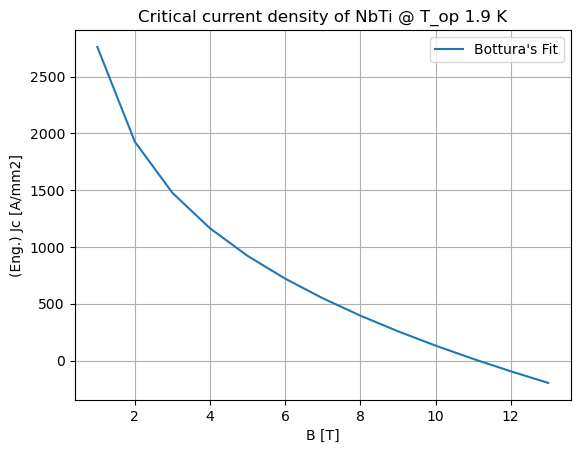 Critical current density of NbTi @ T_op 1.9 K
Bottura's Fit
(Eng.) Jc [A/mm2]
2500
2000
1500
1000
500
0
2 4 6 8 10 12
B [T]